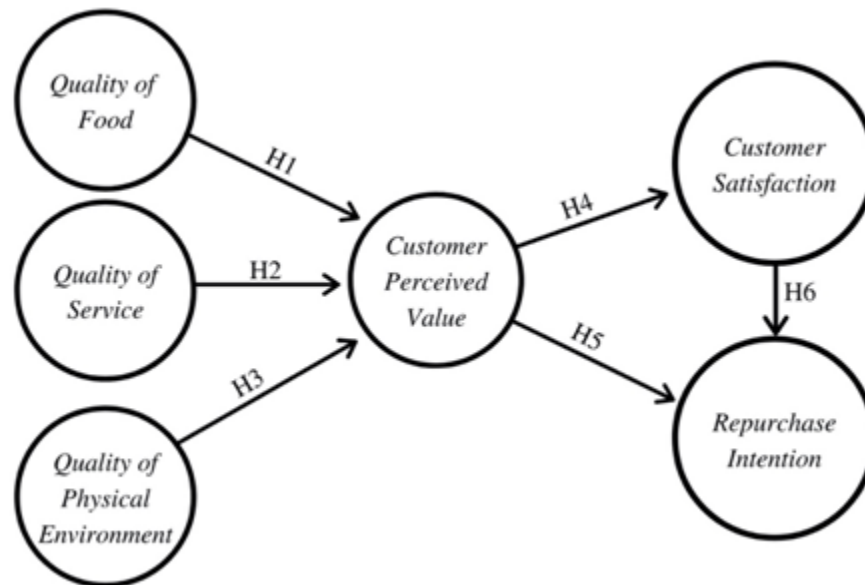 Quality of
Food
H1
Quality of
Service
H2
Quality of
Physical
Environment
H3
Customer
Perceived
Value
H4
H5
Customer
Satisfaction
H6
Repurchase
Intention